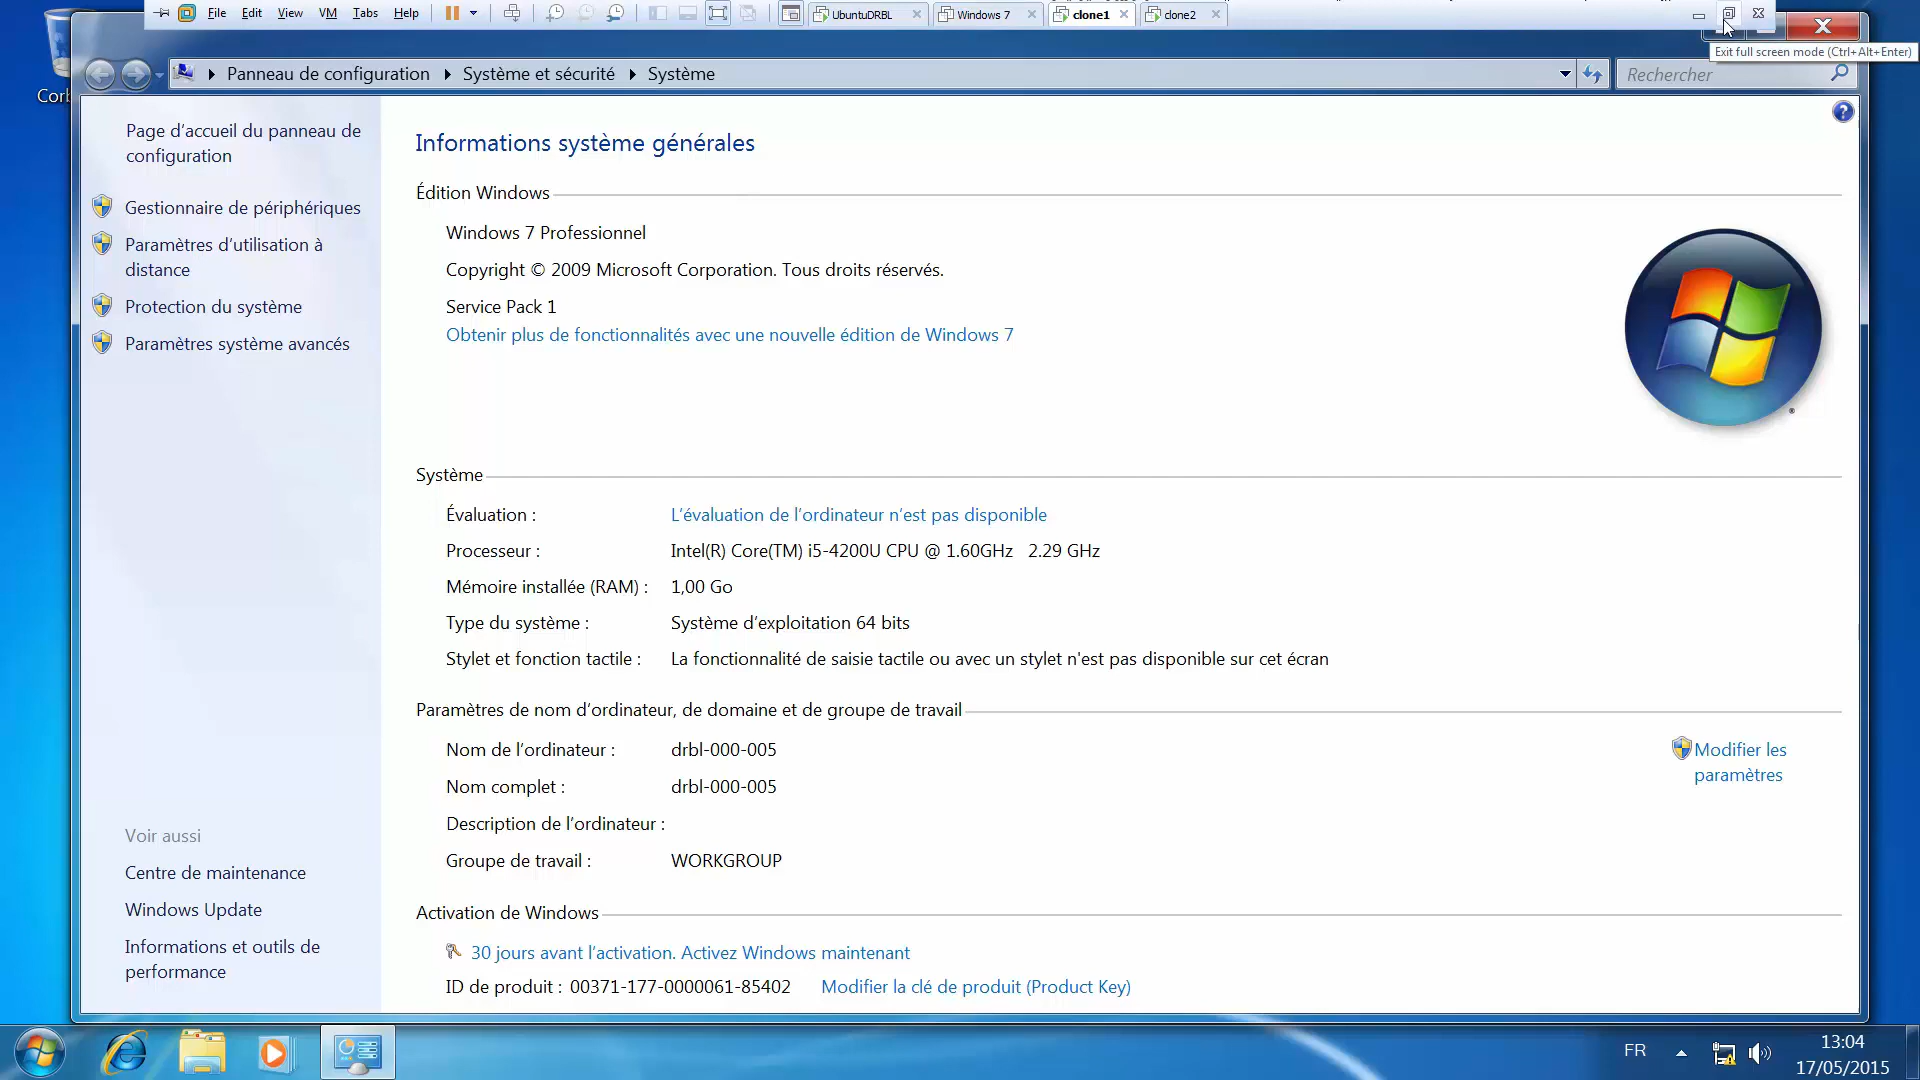 File Edit View VM Tabs Help
UbuntuDRBL
Windows 7
clone1
clone2
Exit full screen mode (Ctrl+Alt+Enter)
Panneau de configuration
Système et sécurité
Système
Rechercher
Page d'accueil du panneau de
configuration
Gestionnaire de périphériques
Paramètres d'utilisation à
distance
Protection du système
Paramètres système avancés
Voir aussi
Centre de maintenance
Windows Update
Informations et outils de
performance
Informations système générales
Édition Windows
Windows 7 Professionnel
Copyright © 2009 Microsoft Corporation. Tous droits réservés.
Service Pack 1
Obtenir plus de fonctionnalités avec une nouvelle édition de Windows 7
Système
Évaluation : L'évaluation de l'ordinateur n'est pas disponible
Processeur : Intel(R) Core(TM) i5-4200U CPU @ 1.60GHz 2.29 GHz
Mémoire installée (RAM) : 1,00 Go
Type du système : Système d'exploitation 64 bits
Stylet et fonction tactile : La fonctionnalité de saisie tactile ou avec un stylet n'est pas disponible sur cet écran
Paramètres de nom d'ordinateur, de domaine et de groupe de travail
Nom de l'ordinateur : drbl-000-005
Modifier les
paramètres
Nom complet : drbl-000-005
Description de l'ordinateur :
Groupe de travail : WORKGROUP
Activation de Windows
30 jours avant l'activation. Activez Windows maintenant
ID de produit : 00371-177-0000061-85402 Modifier la clé de produit (Product Key)
FR
13:04
17/05/2015